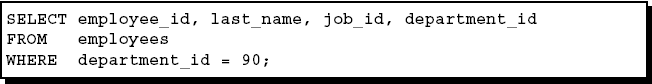 SELECT employee_id, last_name, job_id, department_id
FROM   employees
WHERE  department_id = 90;